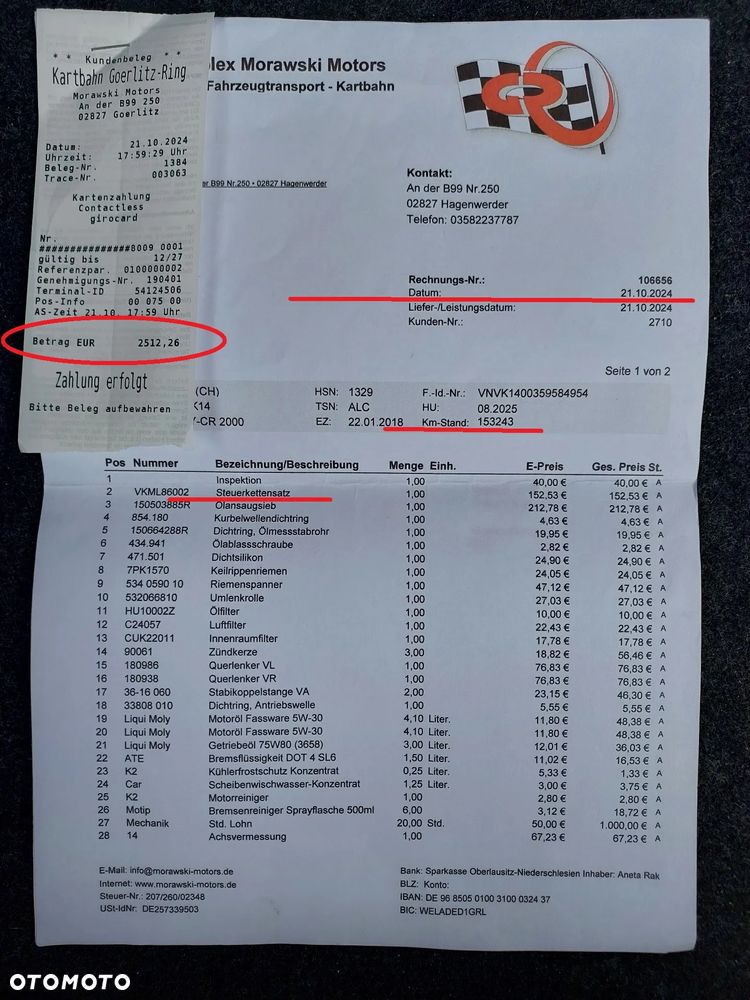 * * Kundenbeleg * *
Kartbahn Goerlitz-Ring
Morawski Motors
An der B99 250
02827 Goerlitz
Datum: 21.10.2024
Uhrzeit: 17:59:29 Uhr
Beleg-Nr. 1384
Trace-Nr. 003063
Kartenzahlung
Contactless
girocard
Nr.
###############8009 0001
gültig bis 12/27
Referenzpar. 0100000002
Genehmigungs-Nr. 190401
Terminal-ID 54124506
Pos-Info 00 075 00
AS-Zeit 21.10. 17:59 Uhr
Betrag EUR 2512,26
Zahlung erfolgt
Bitte Beleg aufbewahren
plex Morawski Motors
Fahrzeugtransport - Kartbahn
GR
er B99 Nr.250 • 02827 Hagenwerder
Kontakt:
An der B99 Nr.250
02827 Hagenwerder
Telefon: 03582237787
Rechnungs-Nr.: 106656
Datum: 21.10.2024
Liefer-/Leistungsdatum: 21.10.2024
Kunden-Nr.: 2710
Seite 1 von 2
(CH) HSN: 1329 F.-Id.-Nr.: VNVK1400359584954
K14 TSN: ALC HU: 08.2025
Y-CR 2000 EZ: 22.01.2018 Km-Stand: 153243
Pos Nummer Bezeichnung/Beschreibung Menge Einh. E-Preis Ges. Preis St.
1 Inspektion 1,00 40,00 € 40,00 € A
2 VKML86002 Steuerkettensatz 1,00 152,53 € 152,53 € A
3 150503885R Ölansaugsieb 1,00 212,78 € 212,78 € A
4 854.180 Kurbelwellendichtring 1,00 4,63 € 4,63 € A
5 150664288R Dichtring, Ölmessstabrohr 1,00 19,95 € 19,95 € A
6 434.941 Ölablassschraube 1,00 2,82 € 2,82 € A
7 471.501 Dichtsilikon 1,00 24,90 € 24,90 € A
8 7PK1570 Keilrippenriemen 1,00 24,05 € 24,05 € A
9 534 0590 10 Riemenspanner 1,00 47,12 € 47,12 € A
10 532066810 Umlenkrolle 1,00 27,03 € 27,03 € A
11 HU10002Z Ölfilter 1,00 10,00 € 10,00 € A
12 C24057 Luftfilter 1,00 22,43 € 22,43 € A
13 CUK22011 Innenraumfilter 1,00 17,78 € 17,78 € A
14 90061 Zündkerze 3,00 18,82 € 56,46 € A
15 180986 Querlenker VL 1,00 76,83 € 76,83 € A
16 180938 Querlenker VR 1,00 76,83 € 76,83 € A
17 36-16 060 Stabikoppelstange VA 2,00 23,15 € 46,30 € A
18 33808 010 Dichtring, Antriebswelle 1,00 5,55 € 5,55 € A
19 Liqui Moly Motoröl Fassware 5W-30 4,10 Liter. 11,80 € 48,38 € A
20 Liqui Moly Motoröl Fassware 5W-30 4,10 Liter. 11,80 € 48,38 € A
21 Liqui Moly Getriebeöl 75W80 (3658) 3,00 Liter. 12,01 € 36,03 € A
22 ATE Bremsflüssigkeit DOT 4 SL6 1,50 Liter. 11,02 € 16,53 € A
23 K2 Kühlerfrostschutz Konzentrat 0,25 Liter. 5,33 € 1,33 € A
24 Car Scheibenwischwasser-Konzentrat 1,25 Liter. 3,00 € 3,75 € A
25 K2 Motorreiniger 1,00 2,80 € 2,80 € A
26 Motip Bremsenreiniger Sprayflasche 500ml 6,00 3,12 € 18,72 € A
27 Mechanik Std. Lohn 20,00 Std. 50,00 € 1.000,00 € A
28 14 Achsvermessung 1,00 67,23 € 67,23 € A
E-Mail: info@morawski-motors.de
Internet: www.morawski-motors.de
Steuer-Nr.: 207/260/02348
USt-IdNr: DE257339503
Bank: Sparkasse Oberlausitz-Niederschlesien Inhaber: Aneta Rak
BLZ: Konto:
IBAN: DE 96 8505 0100 3100 0324 37
BIC: WELADED1GRL
OTOMOTO